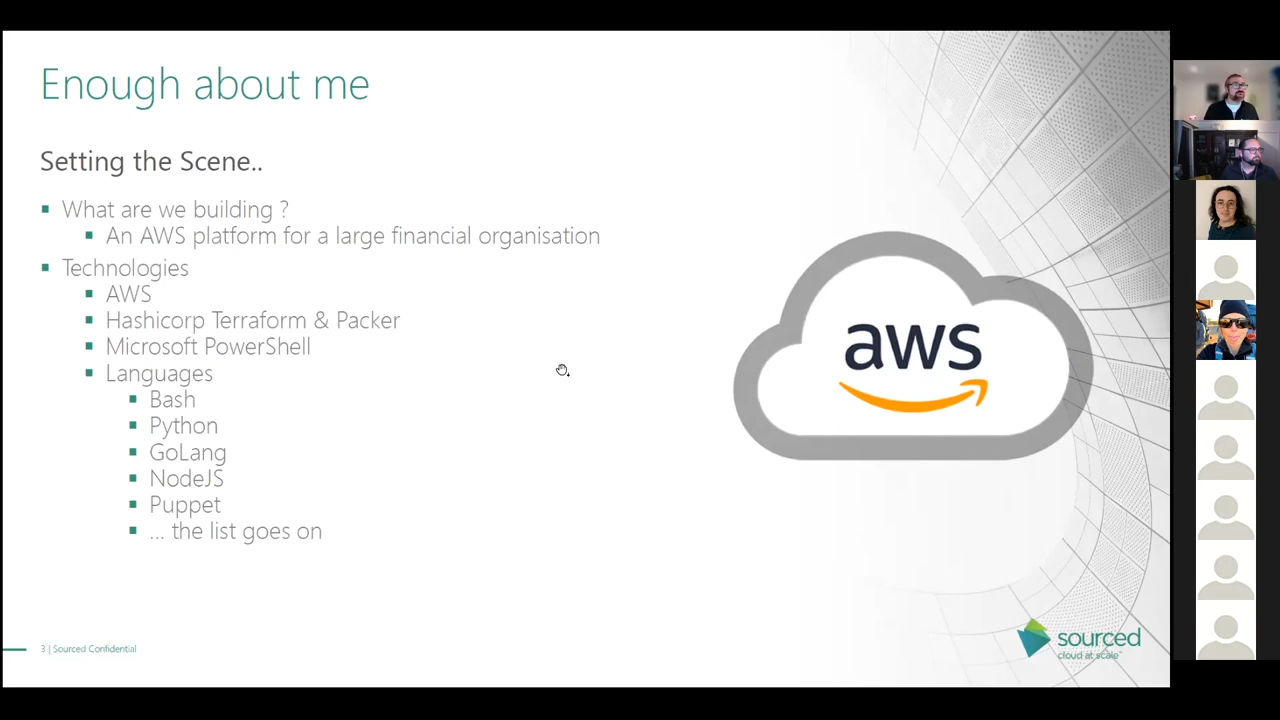 Enough about me
Setting the Scene..
What are we building ?
An AWS platform for a large financial organisation
Technologies
AWS
Hashicorp Terraform & Packer
Microsoft PowerShell
Languages
Bash
Python
GoLang
NodeJS
Puppet
... the list goes on
aws
3 | Sourced Confidential
sourced
cloud at scale™